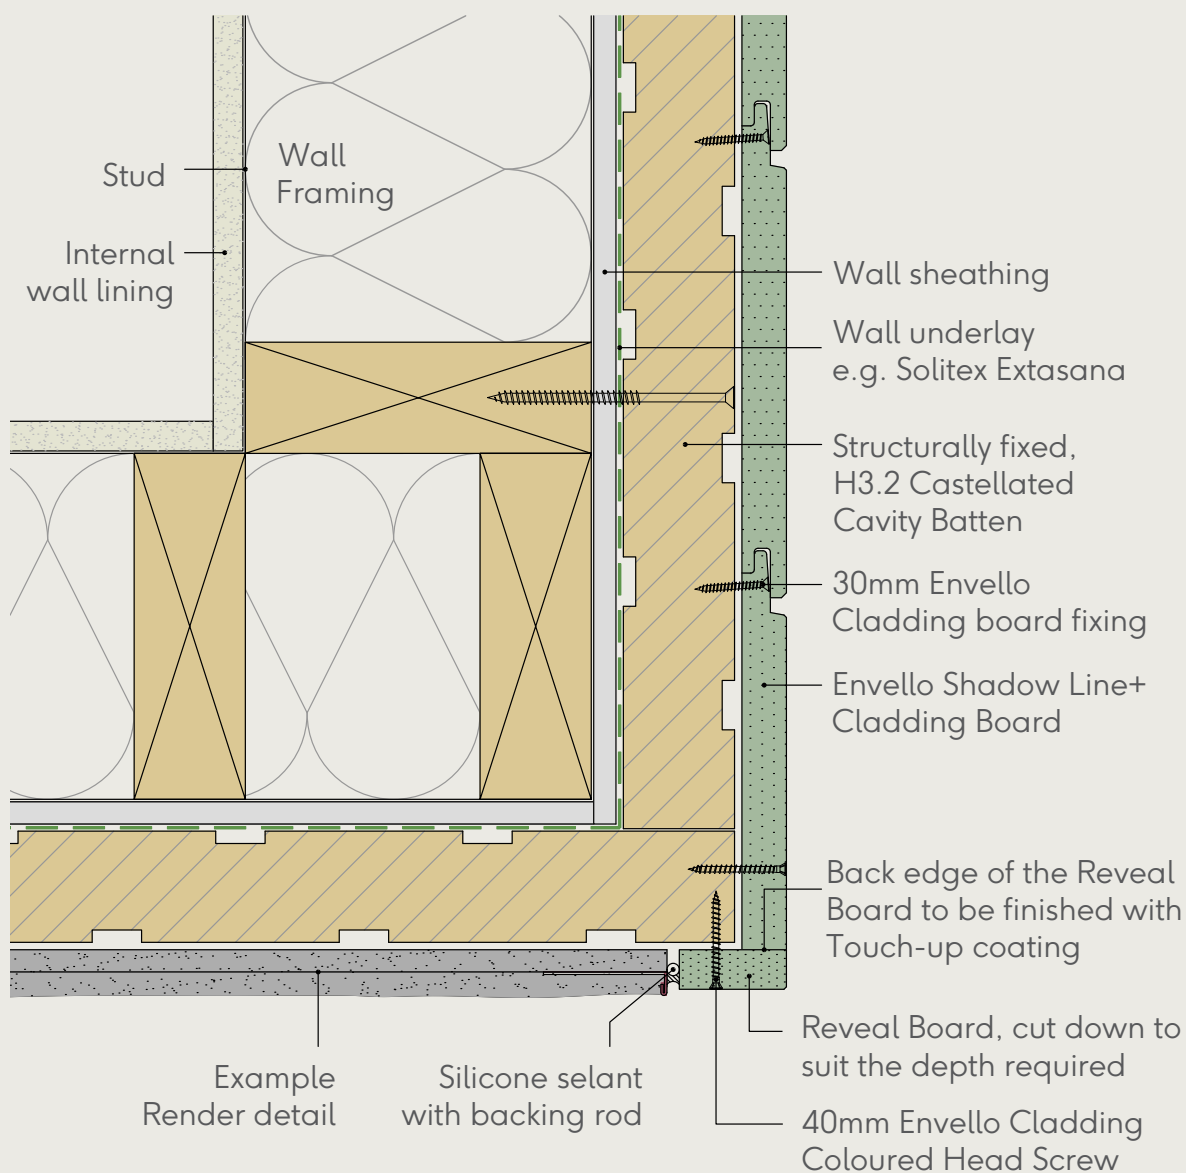 Stud
Wall
Framing
Internal
wall lining
Wall sheathing
Wall underlay
e.g. Solitex Extasana
Structurally fixed,
H3.2 Castellated
Cavity Batten
30mm Envello
Cladding board fixing
Envello Shadow Line+
Cladding Board
Back edge of the Reveal
Board to be finished with
Touch-up coating
Reveal Board, cut down to
suit the depth required
Example
Render detail
Silicone selant
with backing rod
40mm Envello Cladding
Coloured Head Screw